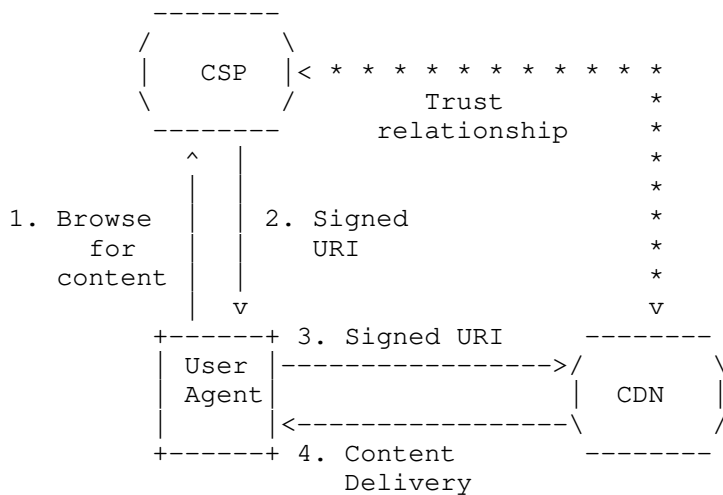 CSP
Trust
relationship
1. Browse
for
content
2. Signed
URI
3. Signed URI
User
Agent
CDN
4. Content
Delivery